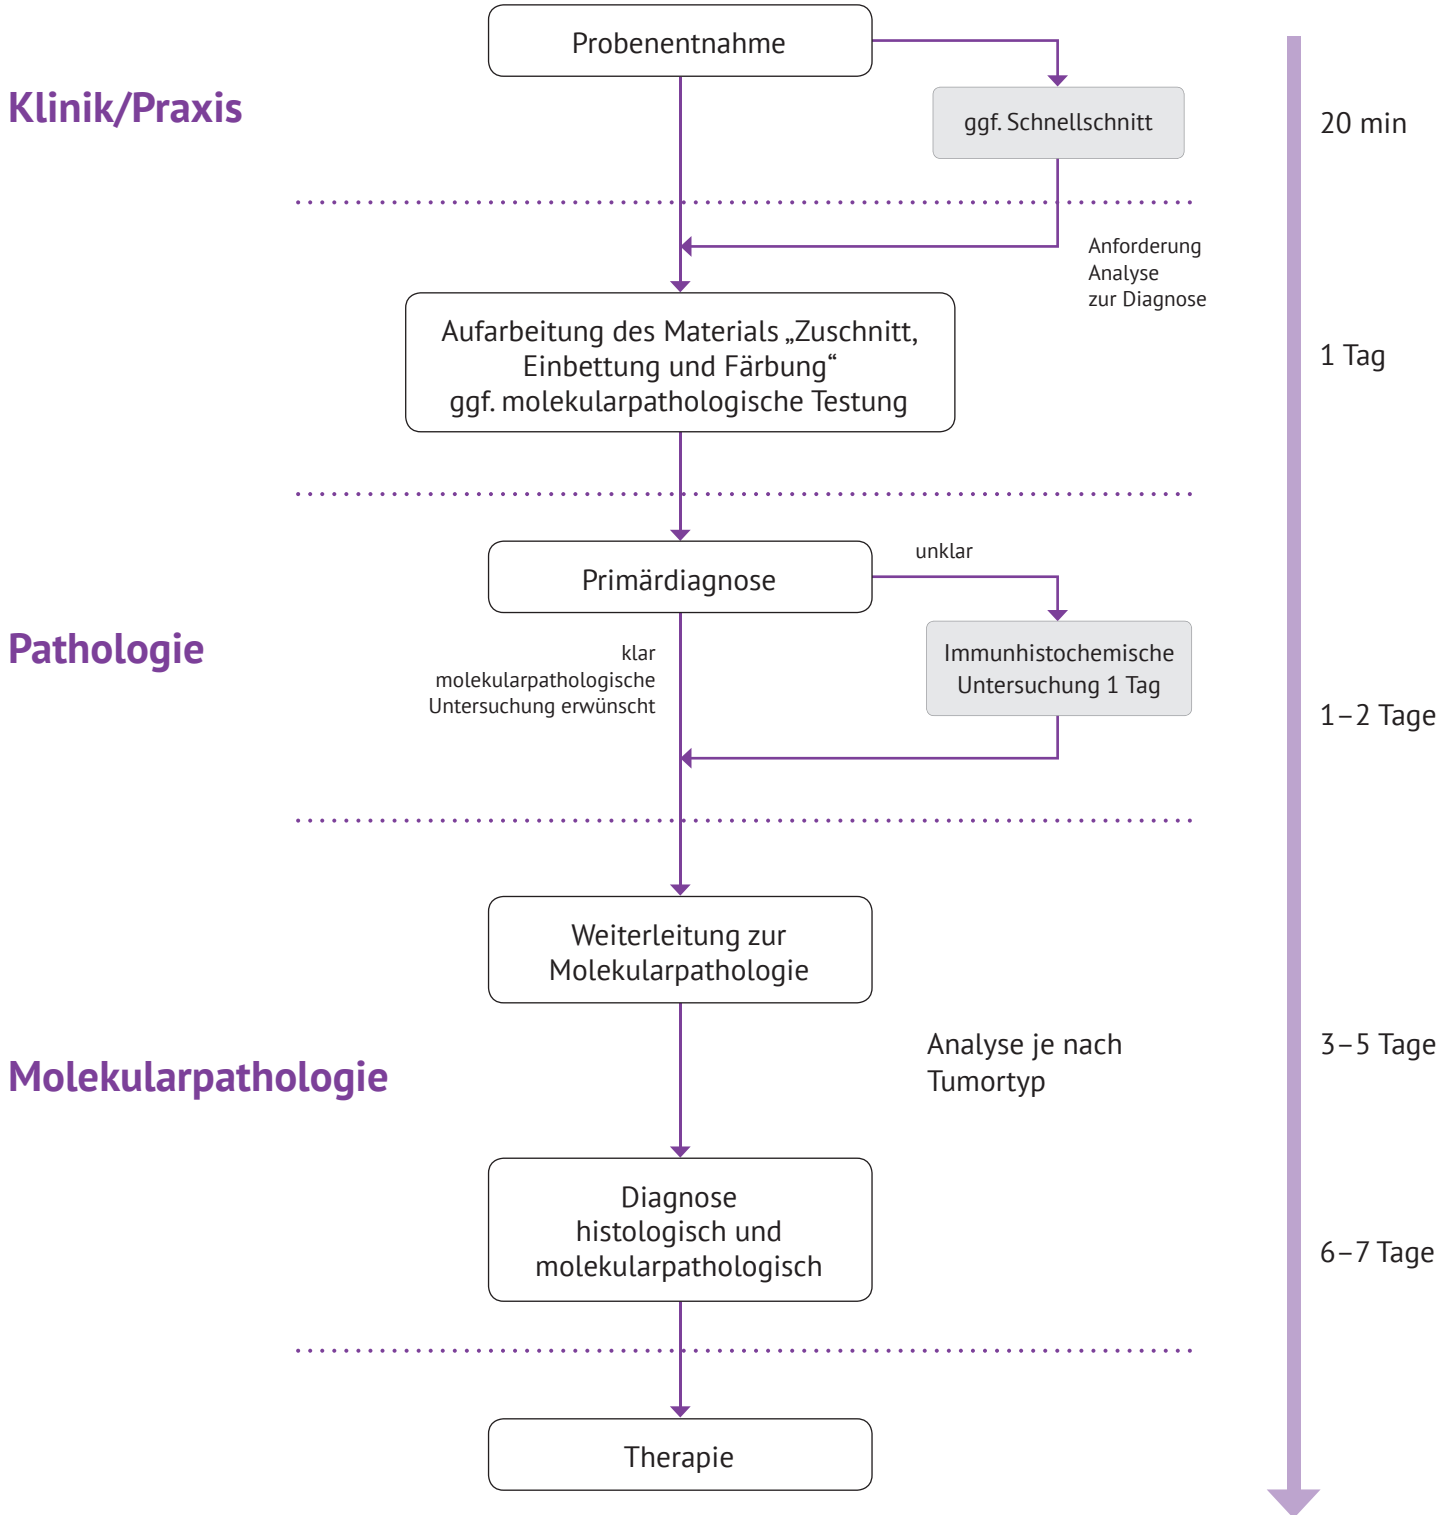 Probenentnahme
Klinik/Praxis
ggf. Schnellschnitt
20 min
Anforderung
Analyse
zur Diagnose
Aufarbeitung des Materials „Zuschnitt,
Einbettung und Färbung“
ggf. molekularpathologische Testung
1 Tag
Primärdiagnose
unklar
Pathologie
klar
molekularpathologische
Untersuchung erwünscht
Immunhistochemische
Untersuchung 1 Tag
1–2 Tage
Weiterleitung zur
Molekularpathologie
Molekularpathologie
Analyse je nach
Tumortyp
3–5 Tage
Diagnose
histologisch und
molekularpathologisch
6–7 Tage
Therapie